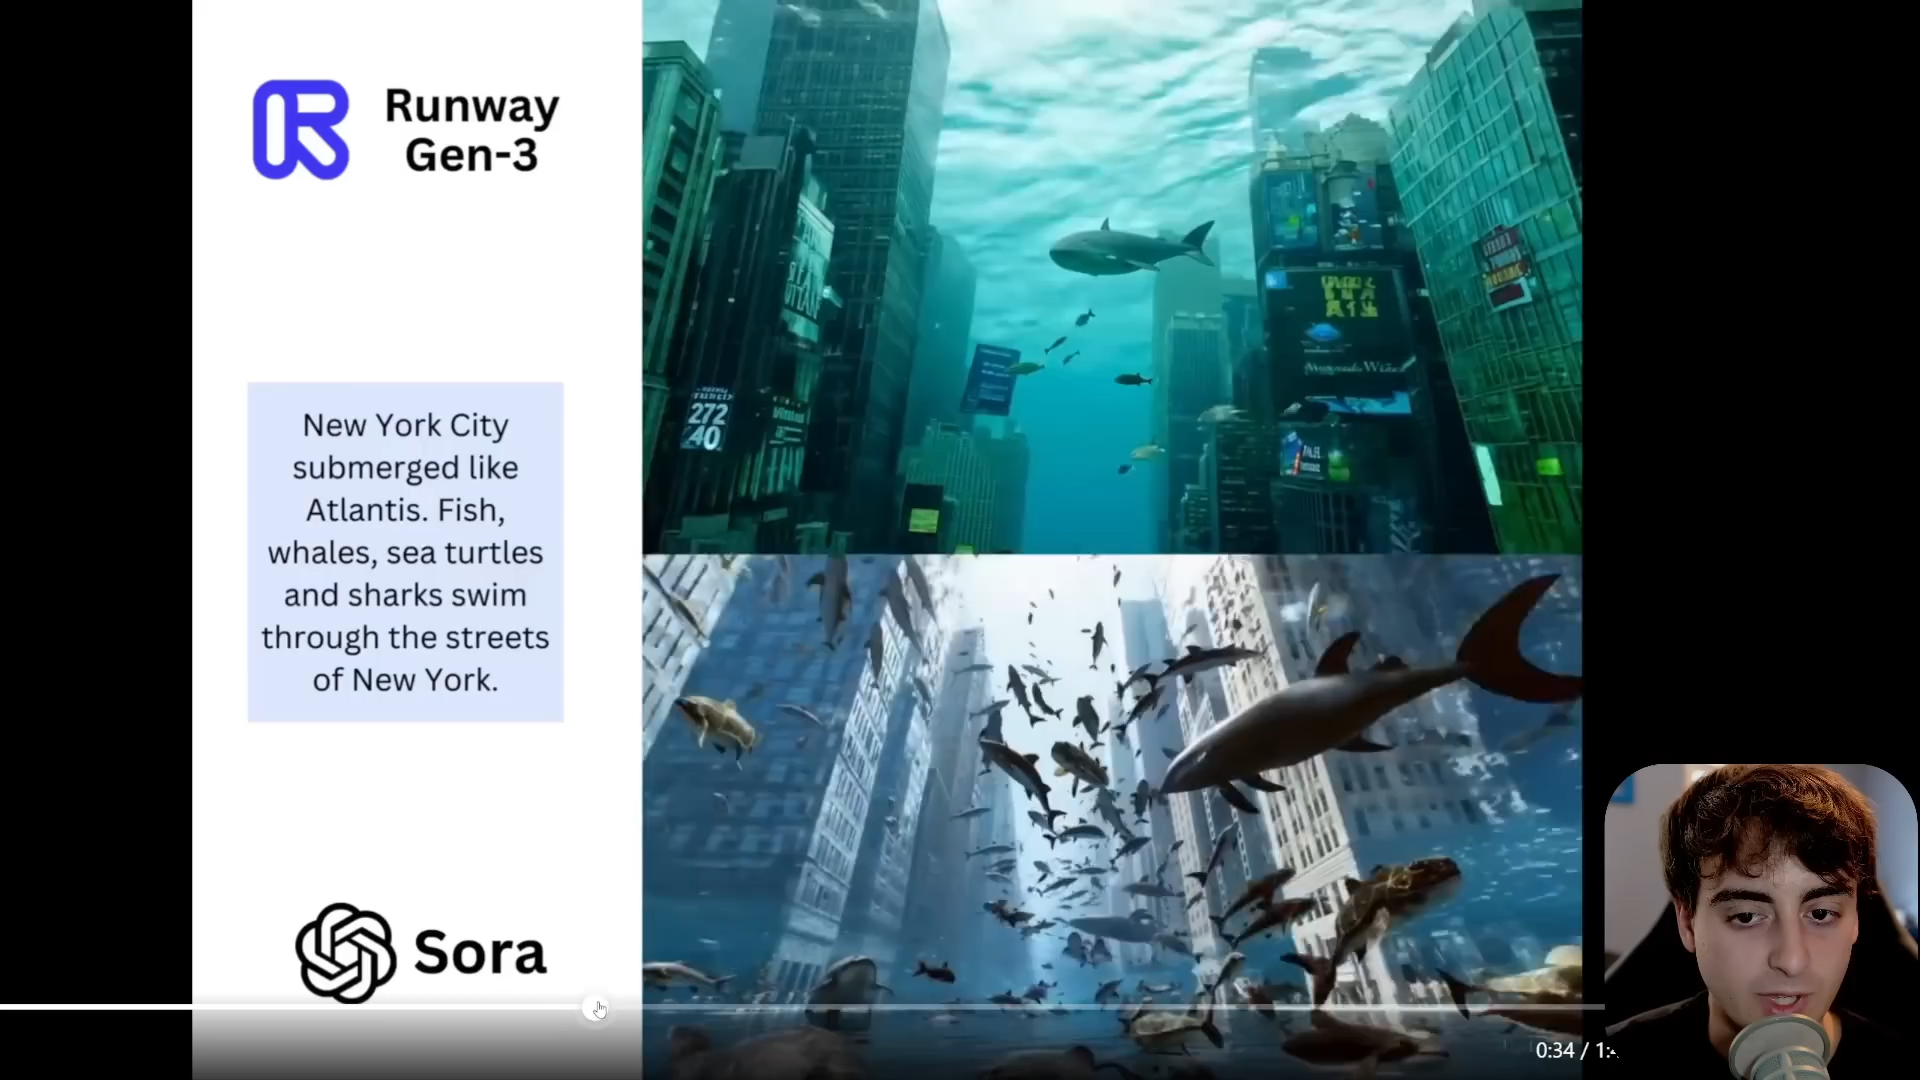 Runway
Gen-3
New York City
submerged like
Atlantis. Fish,
whales, sea turtles
and sharks swim
through the streets
of New York.
Sora
272
40
0:34 / 1: